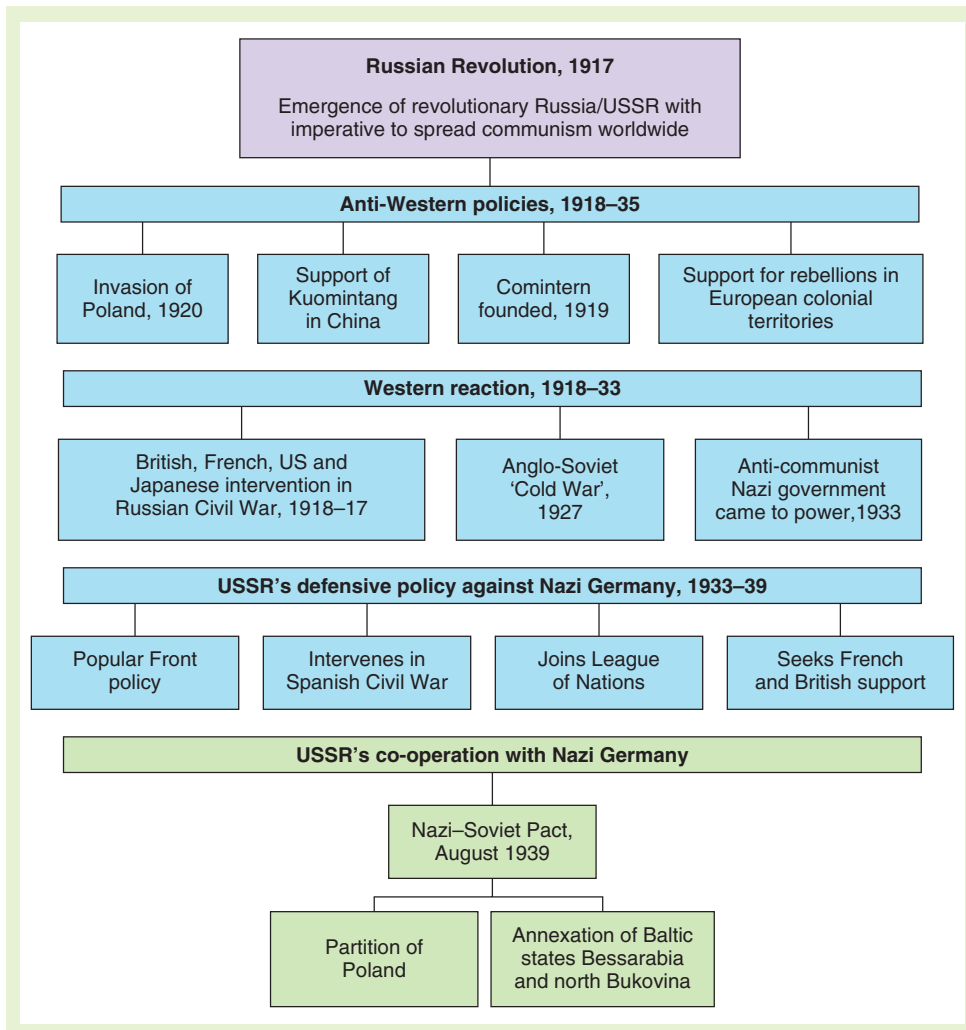 Russian Revolution, 1917
Emergence of revolutionary Russia/USSR with
imperative to spread communism worldwide
Anti-Western policies, 1918–35
Invasion of
Poland, 1920
Support of
Kuomintang
in China
Comintern
founded, 1919
Support for rebellions in
European colonial
territories
Western reaction, 1918–33
British, French, US and
Japanese intervention in
Russian Civil War, 1918–17
Anglo-Soviet
‘Cold War’,
1927
Anti-communist
Nazi government
came to power,1933
USSR’s defensive policy against Nazi Germany, 1933–39
Popular Front
policy
Intervenes in
Spanish Civil War
Joins League
of Nations
Seeks French
and British support
USSR’s co-operation with Nazi Germany
Nazi–Soviet Pact,
August 1939
Partition of
Poland
Annexation of Baltic
states Bessarabia
and north Bukovina